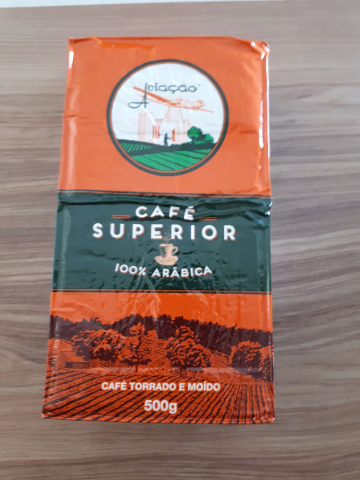 Aviação
CAFÉ
SUPERIOR
100% ARÁBICA
CAFÉ TORRADO E MOÍDO
500g